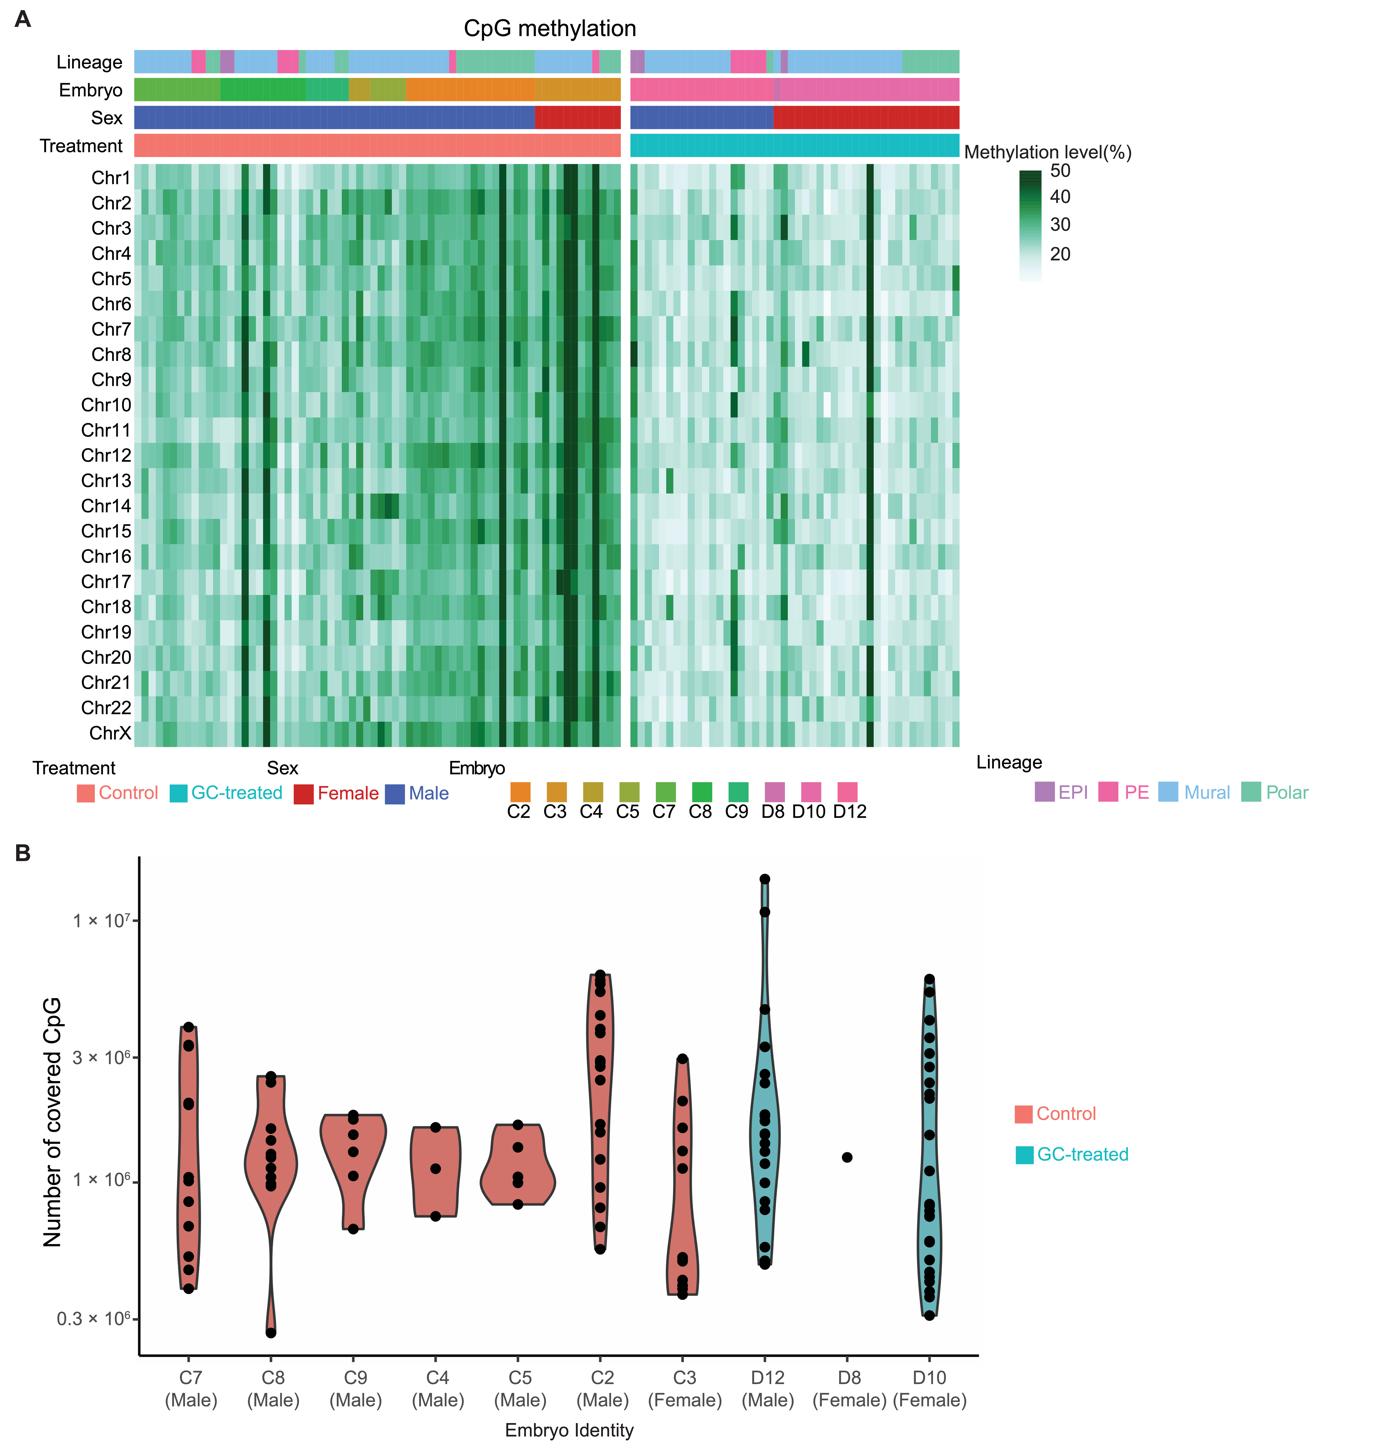 A
CpG methylation
Lineage
Embryo
Sex
Treatment
Methylation level(%)
50
40
30
20
Chr1
Chr2
Chr3
Chr4
Chr5
Chr6
Chr7
Chr8
Chr9
Chr10
Chr11
Chr12
Chr13
Chr14
Chr15
Chr16
Chr17
Chr18
Chr19
Chr20
Chr21
Chr22
ChrX
Treatment Sex Embryo Lineage
Control GC-treated Female Male
C2 C3 C4 C5 C7 C8 C9 D8 D10 D12
EPI PE Mural Polar
B
Number of covered CpG
1 × 10⁷
3 × 10⁶
1 × 10⁶
0.3 × 10⁶
Control
GC-treated
C7 C8 C9 C4 C5 C2 C3 D12 D8 D10
(Male) (Male) (Male) (Male) (Male) (Male) (Female) (Male) (Female) (Female)
Embryo Identity